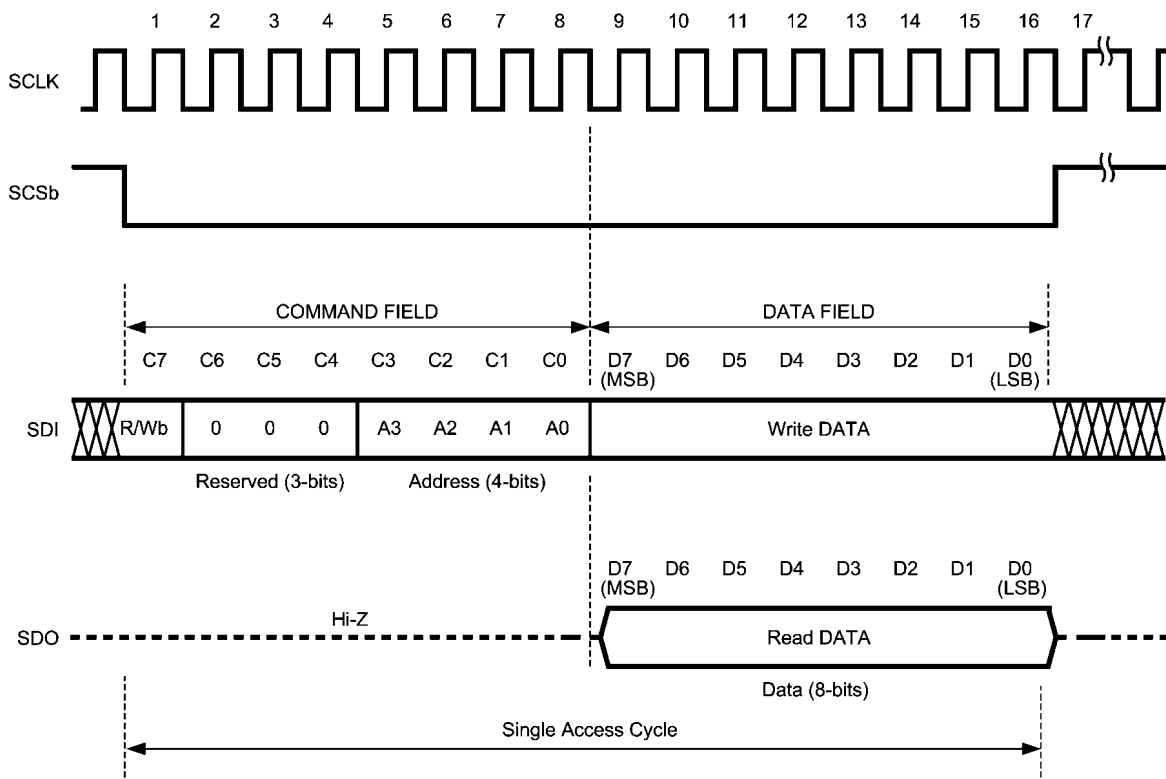 1 2 3 4 5 6 7 8 9 10 11 12 13 14 15 16 17
SCLK
SCSb
COMMAND FIELD DATA FIELD
C7 C6 C5 C4 C3 C2 C1 C0 D7 D6 D5 D4 D3 D2 D1 D0
(MSB) (LSB)
SDI R/Wb 0 0 0 A3 A2 A1 A0 Write DATA
Reserved (3-bits) Address (4-bits)
D7 D6 D5 D4 D3 D2 D1 D0
(MSB) (LSB)
Hi-Z
SDO Read DATA
Data (8-bits)
Single Access Cycle